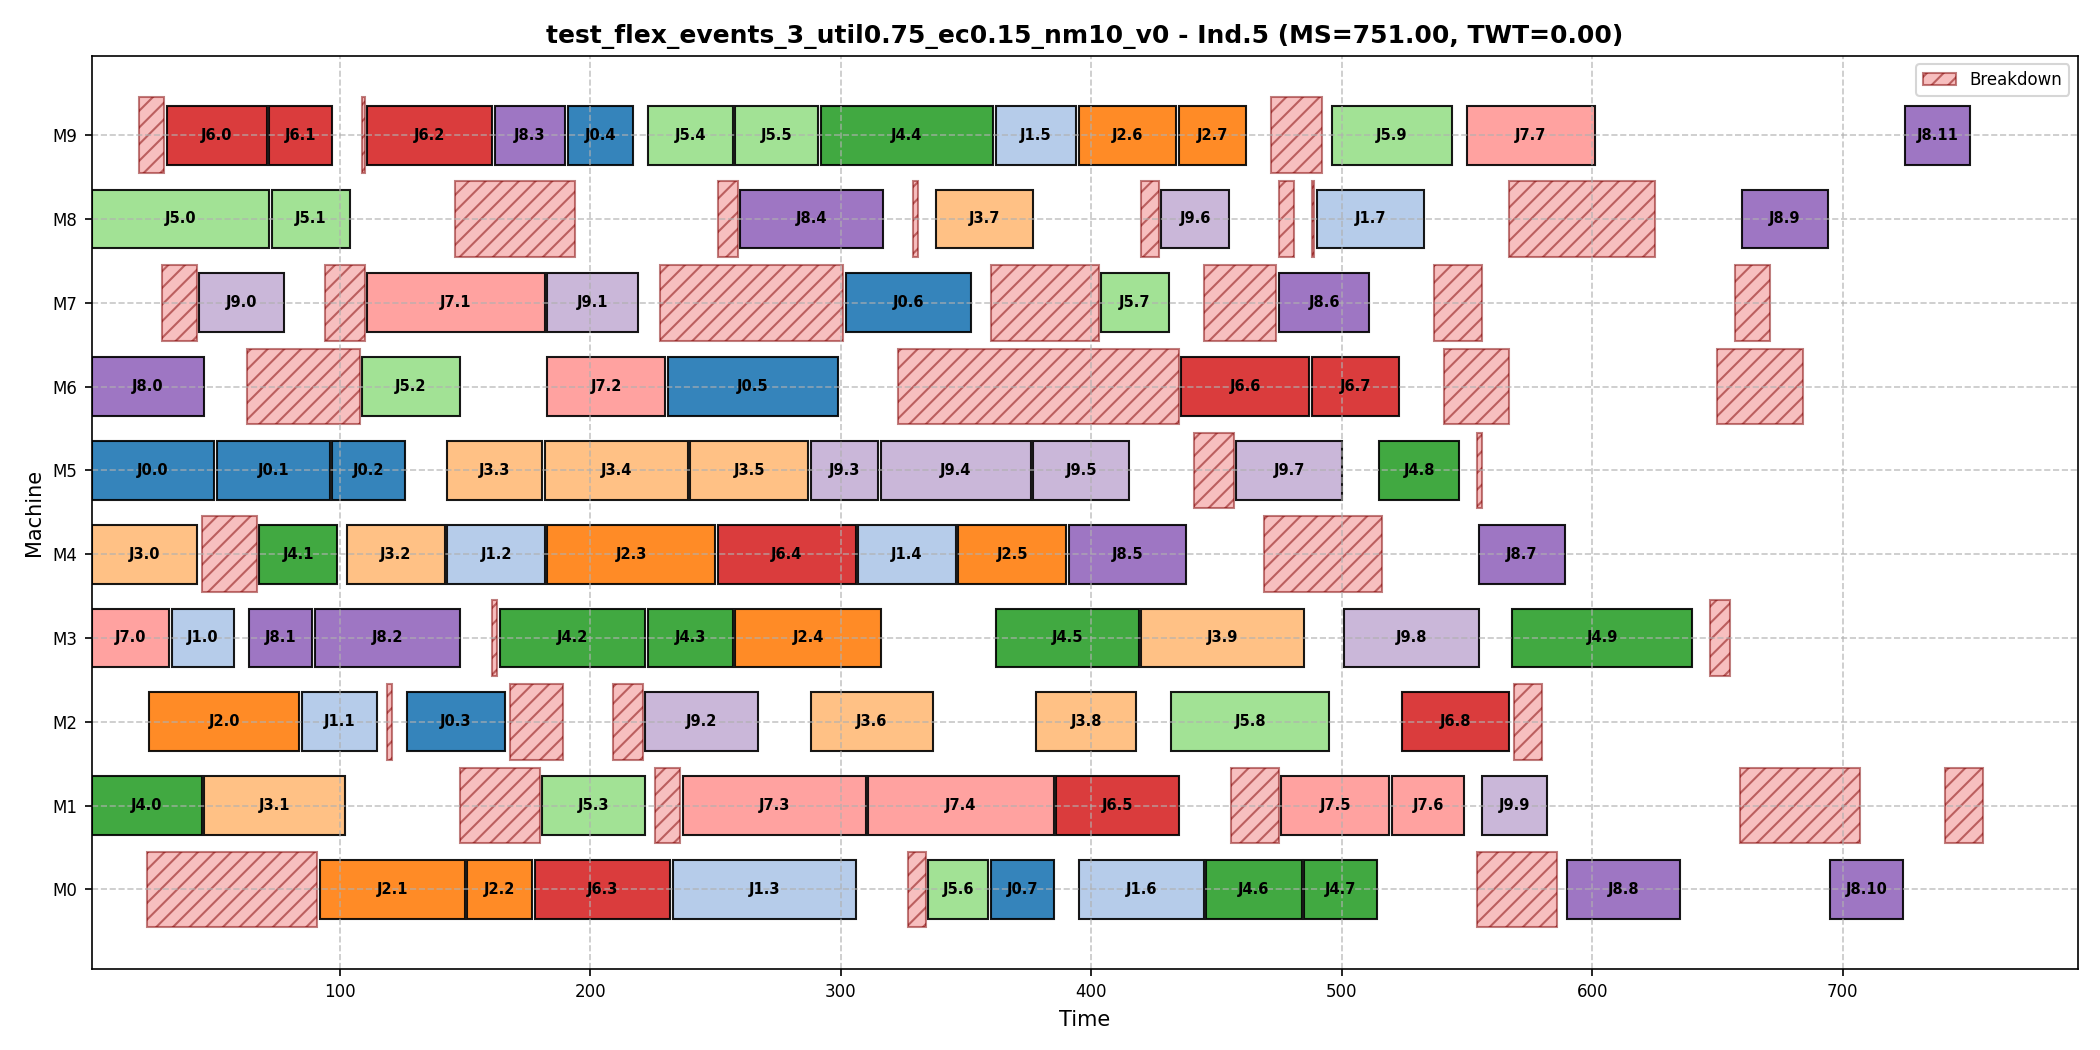 test_flex_events_3_util0.75_ec0.15_nm10_v0 - Ind.5 (MS=751.00, TWT=0.00)
Breakdown
M9 J6.0 J6.1 J6.2 J8.3 J0.4 J5.4 J5.5 J4.4 J1.5 J2.6 J2.7 J5.9 J7.7 J8.11
M8 J5.0 J5.1 J8.4 J3.7 J9.6 J1.7 J8.9
M7 J9.0 J7.1 J9.1 J0.6 J5.7 J8.6
M6 J8.0 J5.2 J7.2 J0.5 J6.6 J6.7
M5 J0.0 J0.1 J0.2 J3.3 J3.4 J3.5 J9.3 J9.4 J9.5 J9.7 J4.8
M4 J3.0 J4.1 J3.2 J1.2 J2.3 J6.4 J1.4 J2.5 J8.5 J8.7
M3 J7.0 J1.0 J8.1 J8.2 J4.2 J4.3 J2.4 J4.5 J3.9 J9.8 J4.9
M2 J2.0 J1.1 J0.3 J9.2 J3.6 J3.8 J5.8 J6.8
M1 J4.0 J3.1 J5.3 J7.3 J7.4 J6.5 J7.5 J7.6 J9.9
M0 J2.1 J2.2 J6.3 J1.3 J5.6 J0.7 J1.6 J4.6 J4.7 J8.8 J8.10
Machine
100 200 300 400 500 600 700
Time